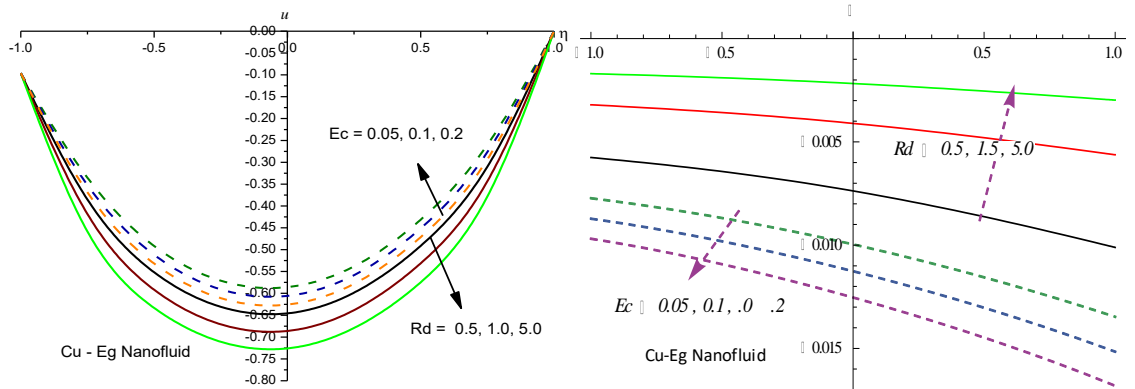 u
0.00
-1.0 -0.5 0.0 0.5 1.0 η
-0.05
-0.10
-0.15
-0.20
-0.25
-0.30
-0.35
-0.40
-0.45
-0.50
-0.55
-0.60
-0.65
-0.70
-0.75
-0.80
Ec = 0.05, 0.1, 0.2
Rd = 0.5, 1.0, 5.0
Cu - Eg Nanofluid
1.0 0.5 0.5 1.0
0.005
Rd 0.5, 1.5, 5.0
0.010
Ec 0.05, 0.1, .0 .2
0.015
Cu-Eg Nanofluid